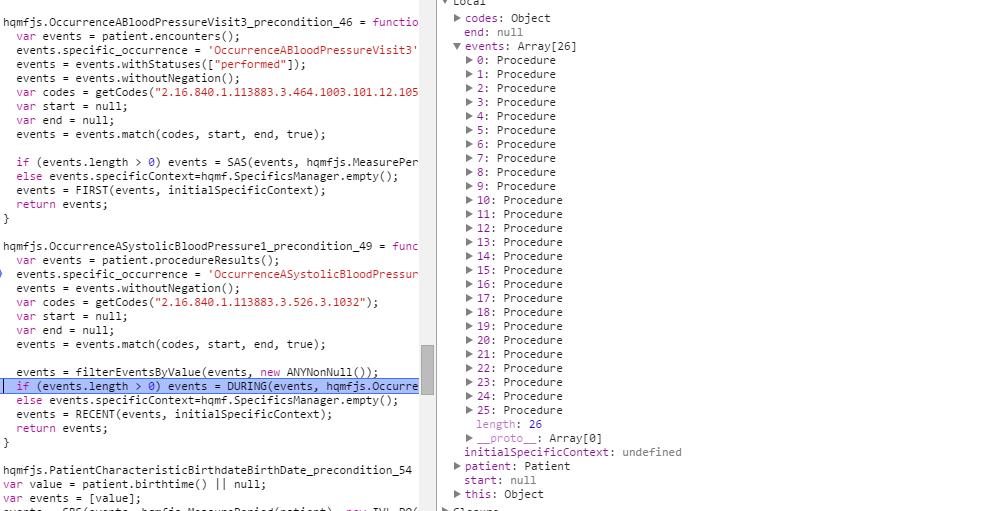 hqmfjs.OccurrenceABloodPressureVisit3_precondition_46 = functio
var events = patient.encounters();
events.specific_occurrence = 'OccurrenceABloodPressureVisit3'
events = events.withStatuses(["performed"]);
events = events.withoutNegation();
var codes = getCodes("2.16.840.1.113883.3.464.1003.101.12.105
var start = null;
var end = null;
events = events.match(codes, start, end, true);
if (events.length > 0) events = SAS(events, hqmfjs.MeasurePer
else events.specificContext=hqmf.SpecificsManager.empty();
events = FIRST(events, initialSpecificContext);
return events;
}
hqmfjs.OccurrenceASystolicBloodPressure1_precondition_49 = func
var events = patient.procedureResults();
events.specific_occurrence = 'OccurrenceASystolicBloodPressur
events = events.withoutNegation();
var codes = getCodes("2.16.840.1.113883.3.526.3.1032");
var start = null;
var end = null;
events = events.match(codes, start, end, true);
events = filterEventsByValue(events, new ANYNonNull());
if (events.length > 0) events = DURING(events, hqmfjs.Occurre
else events.specificContext=hqmf.SpecificsManager.empty();
events = RECENT(events, initialSpecificContext);
return events;
}
hqmfjs.PatientCharacteristicBirthdateBirthDate_precondition_54
var value = patient.birthtime() || null;
var events = [value];
Local
codes: Object
end: null
events: Array[26]
0: Procedure
1: Procedure
2: Procedure
3: Procedure
4: Procedure
5: Procedure
6: Procedure
7: Procedure
8: Procedure
9: Procedure
10: Procedure
11: Procedure
12: Procedure
13: Procedure
14: Procedure
15: Procedure
16: Procedure
17: Procedure
18: Procedure
19: Procedure
20: Procedure
21: Procedure
22: Procedure
23: Procedure
24: Procedure
25: Procedure
length: 26
__proto__: Array[0]
initialSpecificContext: undefined
patient: Patient
start: null
this: Object